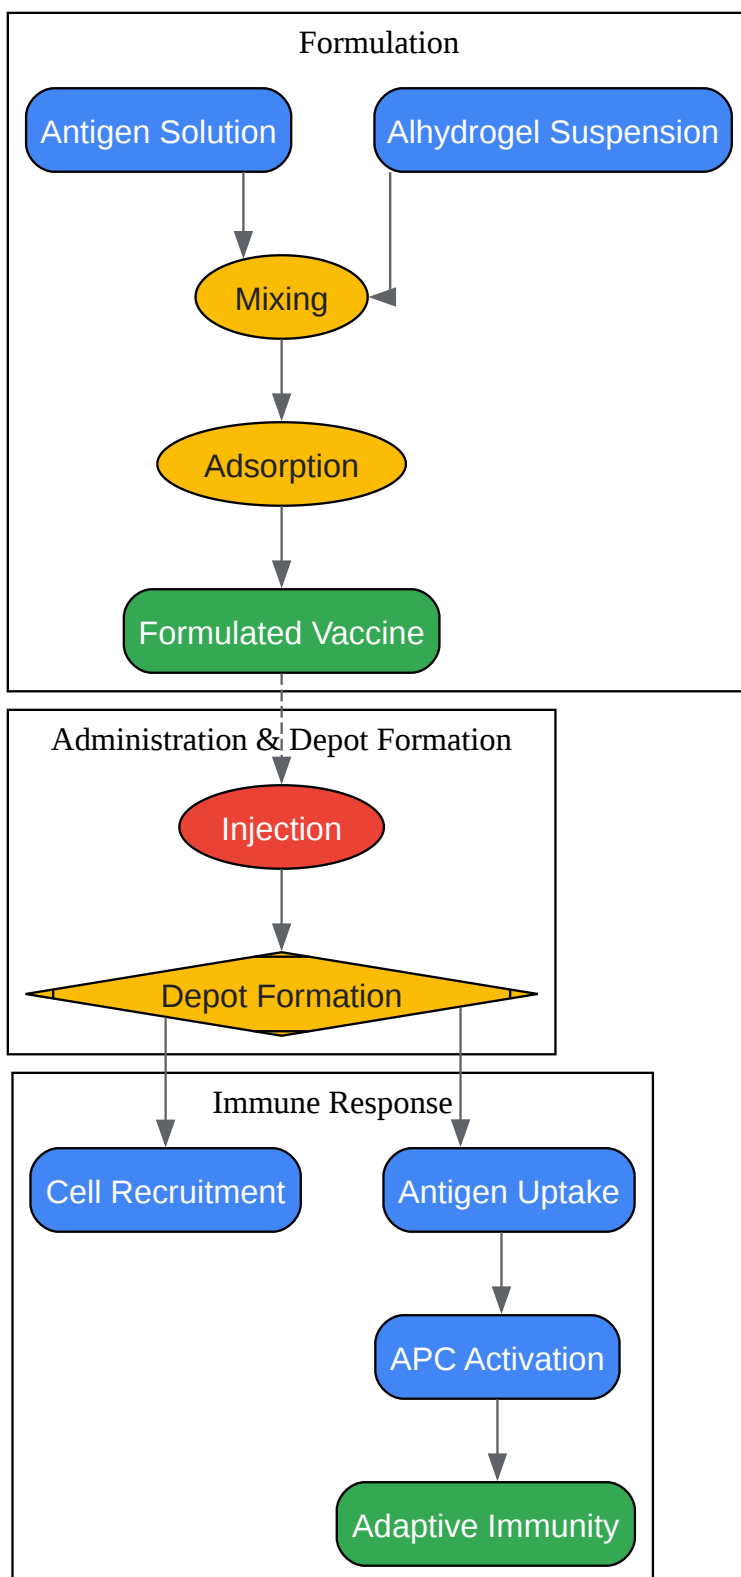 Formulation
Antigen Solution
Alhydrogel Suspension
Mixing
Adsorption
Formulated Vaccine
Administration & Depot Formation
Injection
Depot Formation
Immune Response
Cell Recruitment
Antigen Uptake
APC Activation
Adaptive Immunity